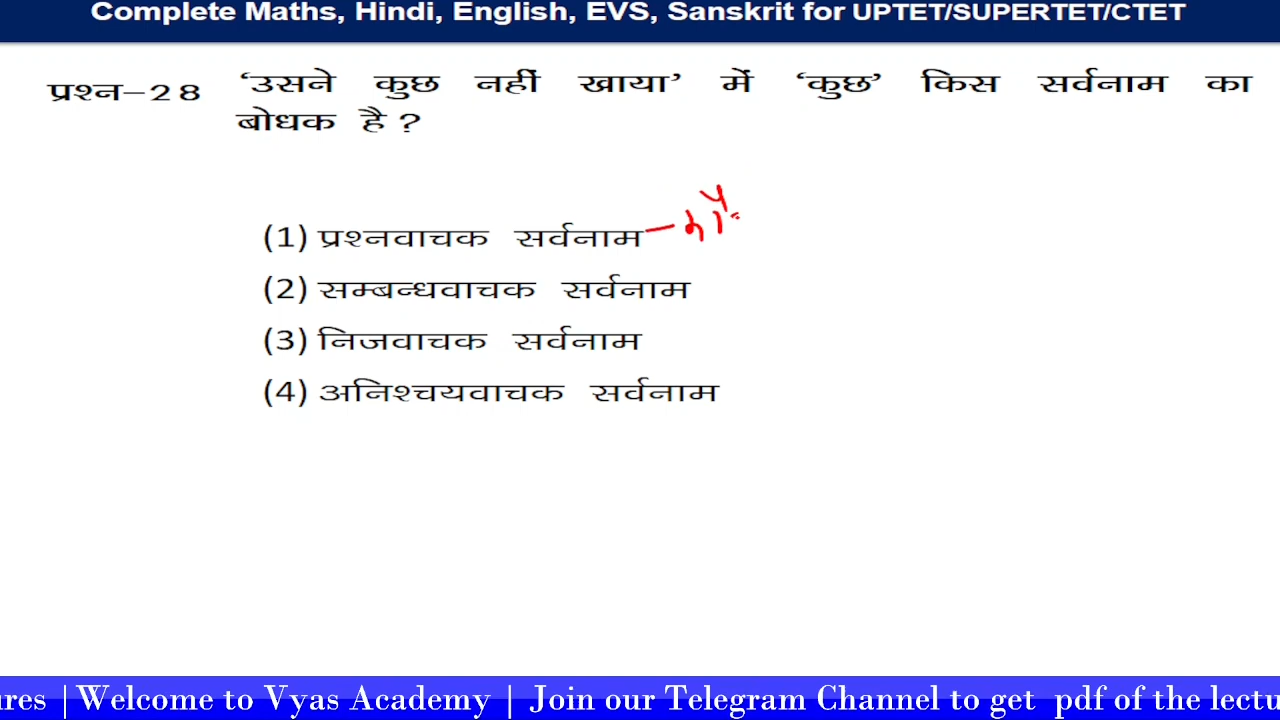 Complete Maths, Hindi, English, EVS, Sanskrit for UPTET/SUPERTET/CTET
प्रश्न–28 ‘उसने कुछ नहीं खाया’ में ‘कुछ’ किस सर्वनाम का
बोधक है ?
(1) प्रश्नवाचक सर्वनाम
(2) सम्बन्धवाचक सर्वनाम
(3) निजवाचक सर्वनाम
(4) अनिश्चयवाचक सर्वनाम
ures | Welcome to Vyas Academy | Join our Telegram Channel to get pdf of the lectu